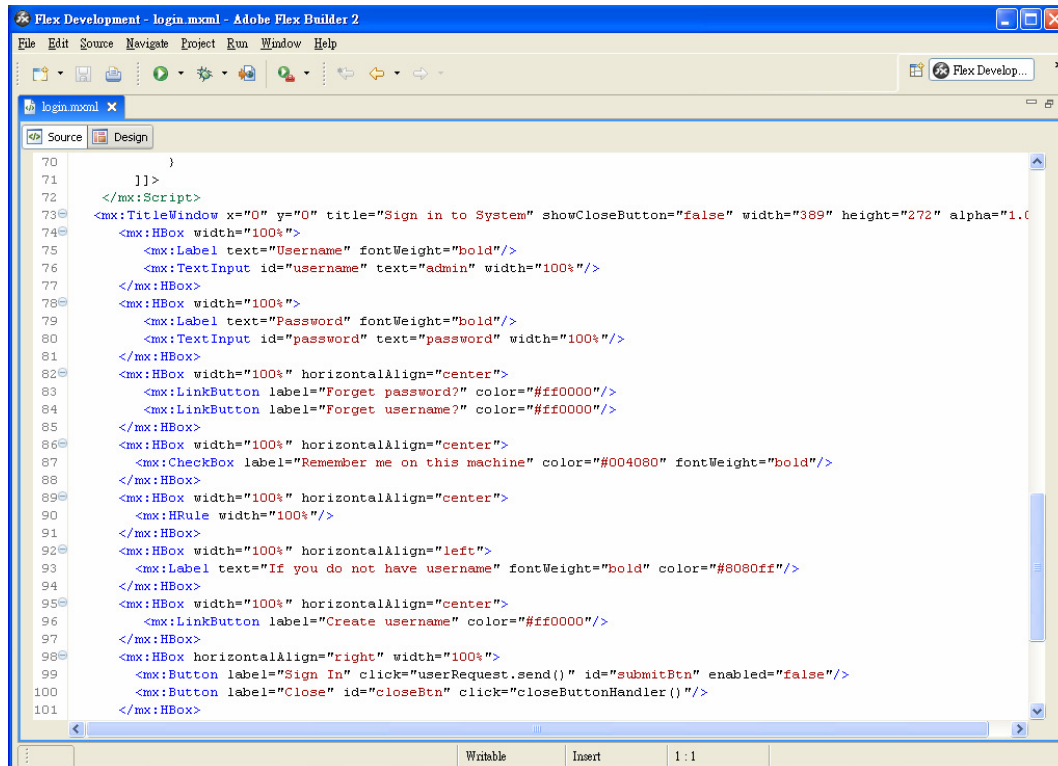 Flex Development - login.mxml - Adobe Flex Builder 2
File Edit Source Navigate Project Run Window Help
Flex Develop...
login.mxml
Source Design
70 }
71 ]]>
72 </mx:Script>
73 <mx:TitleWindow x="0" y="0" title="Sign in to System" showCloseButton="false" width="389" height="272" alpha="1.0
74 <mx:HBox width="100%">
75 <mx:Label text="Username" fontWeight="bold"/>
76 <mx:TextInput id="username" text="admin" width="100%"/>
77 </mx:HBox>
78 <mx:HBox width="100%">
79 <mx:Label text="Password" fontWeight="bold"/>
80 <mx:TextInput id="password" text="password" width="100%"/>
81 </mx:HBox>
82 <mx:HBox width="100%" horizontalAlign="center">
83 <mx:LinkButton label="Forget password?" color="#ff0000"/>
84 <mx:LinkButton label="Forget username?" color="#ff0000"/>
85 </mx:HBox>
86 <mx:HBox width="100%" horizontalAlign="center">
87 <mx:CheckBox label="Remember me on this machine" color="#004080" fontWeight="bold"/>
88 </mx:HBox>
89 <mx:HBox width="100%" horizontalAlign="center">
90 <mx:HRule width="100%"/>
91 </mx:HBox>
92 <mx:HBox width="100%" horizontalAlign="left">
93 <mx:Label text="If you do not have username" fontWeight="bold" color="#8080ff"/>
94 </mx:HBox>
95 <mx:HBox width="100%" horizontalAlign="center">
96 <mx:LinkButton label="Create username" color="#ff0000"/>
97 </mx:HBox>
98 <mx:HBox horizontalAlign="right" width="100%">
99 <mx:Button label="Sign In" click="userRequest.send()" id="submitBtn" enabled="false"/>
100 <mx:Button label="Close" id="closeBtn" click="closeButtonHandler()"/>
101 </mx:HBox>
Writable Insert 1 : 1